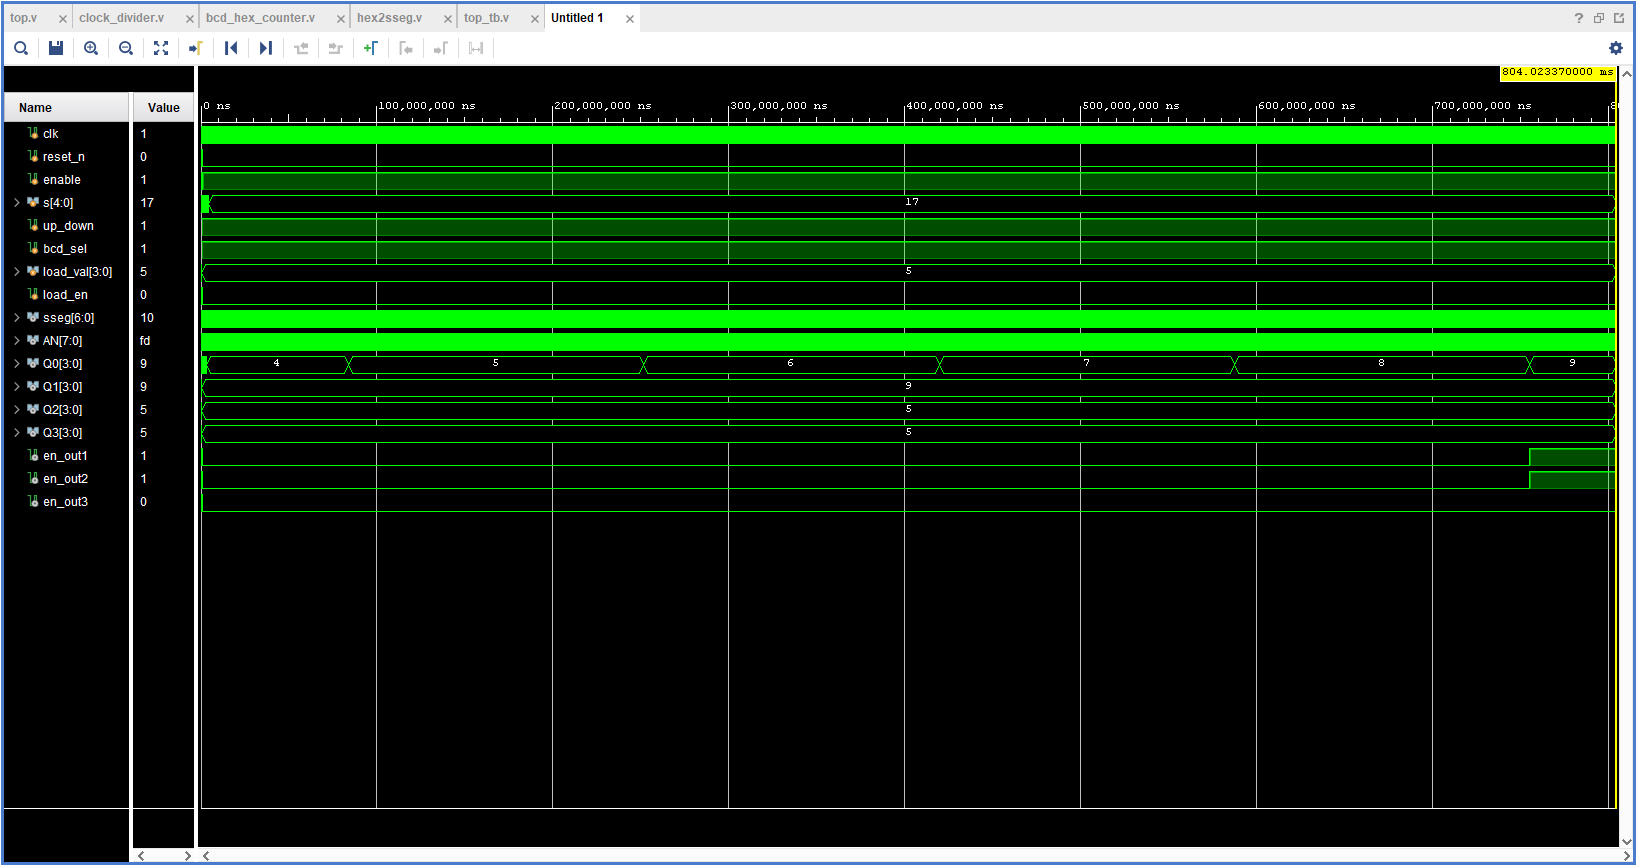 top.v clock_divider.v bcd_hex_counter.v hex2sseg.v top_tb.v Untitled 1
804.023370000 ms
Name Value
0 ns 100,000,000 ns 200,000,000 ns 300,000,000 ns 400,000,000 ns 500,000,000 ns 600,000,000 ns 700,000,000 ns 8
clk 1
reset_n 0
enable 1
s[4:0] 17 17
up_down 1
bcd_sel 1
load_val[3:0] 5 5
load_en 0
sseg[6:0] 10
AN[7:0] fd
Q0[3:0] 9 4 5 6 7 8 9
Q1[3:0] 9 9
Q2[3:0] 5 5
Q3[3:0] 5 5
en_out1 1
en_out2 1
en_out3 0